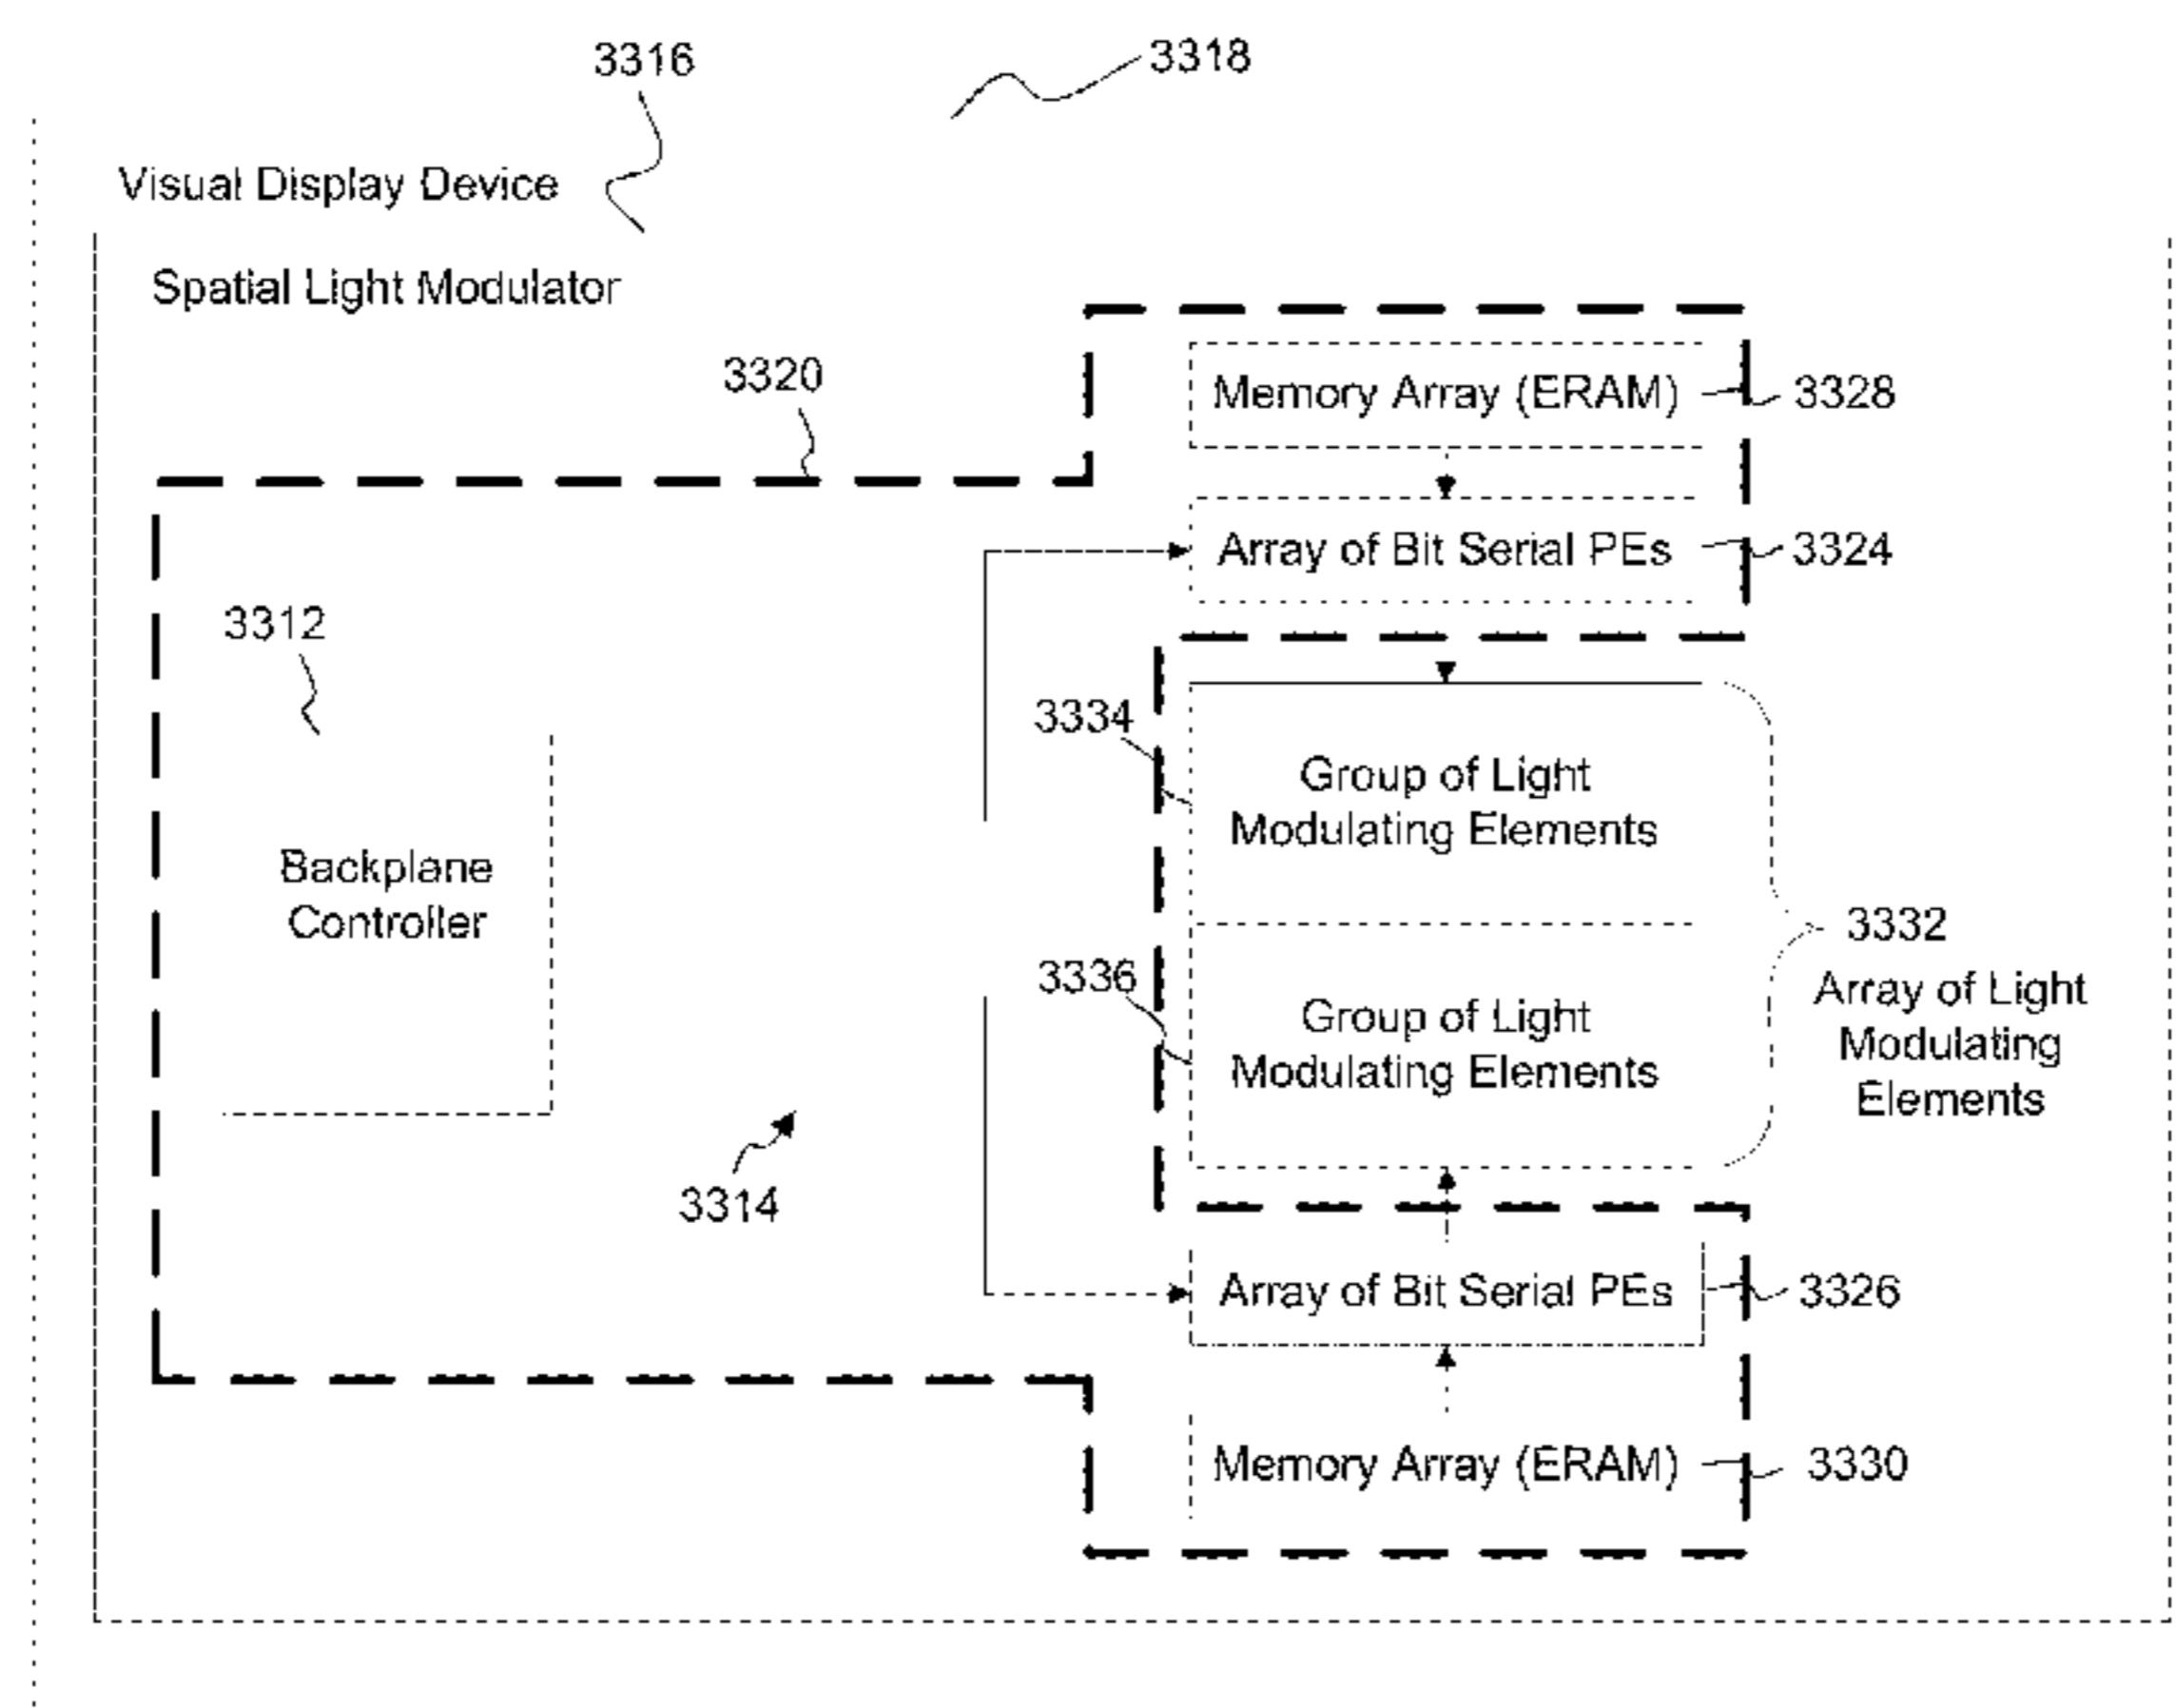 3316
3318
Visual Display Device
Spatial Light Modulator
3320
Memory Array (ERAM)
3328
Array of Bit Serial PEs
3324
3312
3334
Group of Light
Modulating Elements
Backplane
Controller
3332
Array of Light
Modulating
Elements
3336
Group of Light
Modulating Elements
3314
Array of Bit Serial PEs
3326
Memory Array (ERAM)
3330